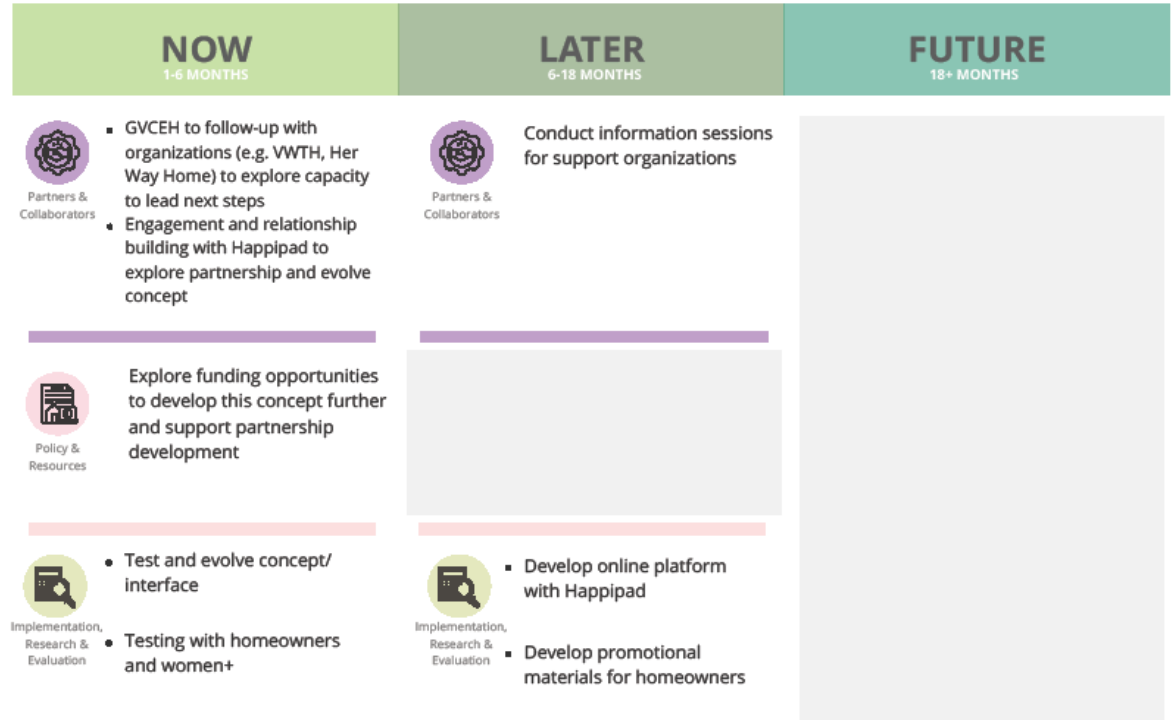 NOW
1-6 MONTHS
LATER
6-18 MONTHS
FUTURE
18+ MONTHS
Partners &
Collaborators
▪ GVCEH to follow-up with
organizations (e.g. VWTH, Her
Way Home) to explore capacity
to lead next steps
• Engagement and relationship
building with Happipad to
explore partnership and evolve
concept
Partners &
Collaborators
Conduct information sessions
for support organizations
Policy &
Resources
Explore funding opportunities
to develop this concept further
and support partnership
development
Implementation,
Research &
Evaluation
• Test and evolve concept/
interface
• Testing with homeowners
and women+
Implementation,
Research &
Evaluation
▪ Develop online platform
with Happipad
▪ Develop promotional
materials for homeowners